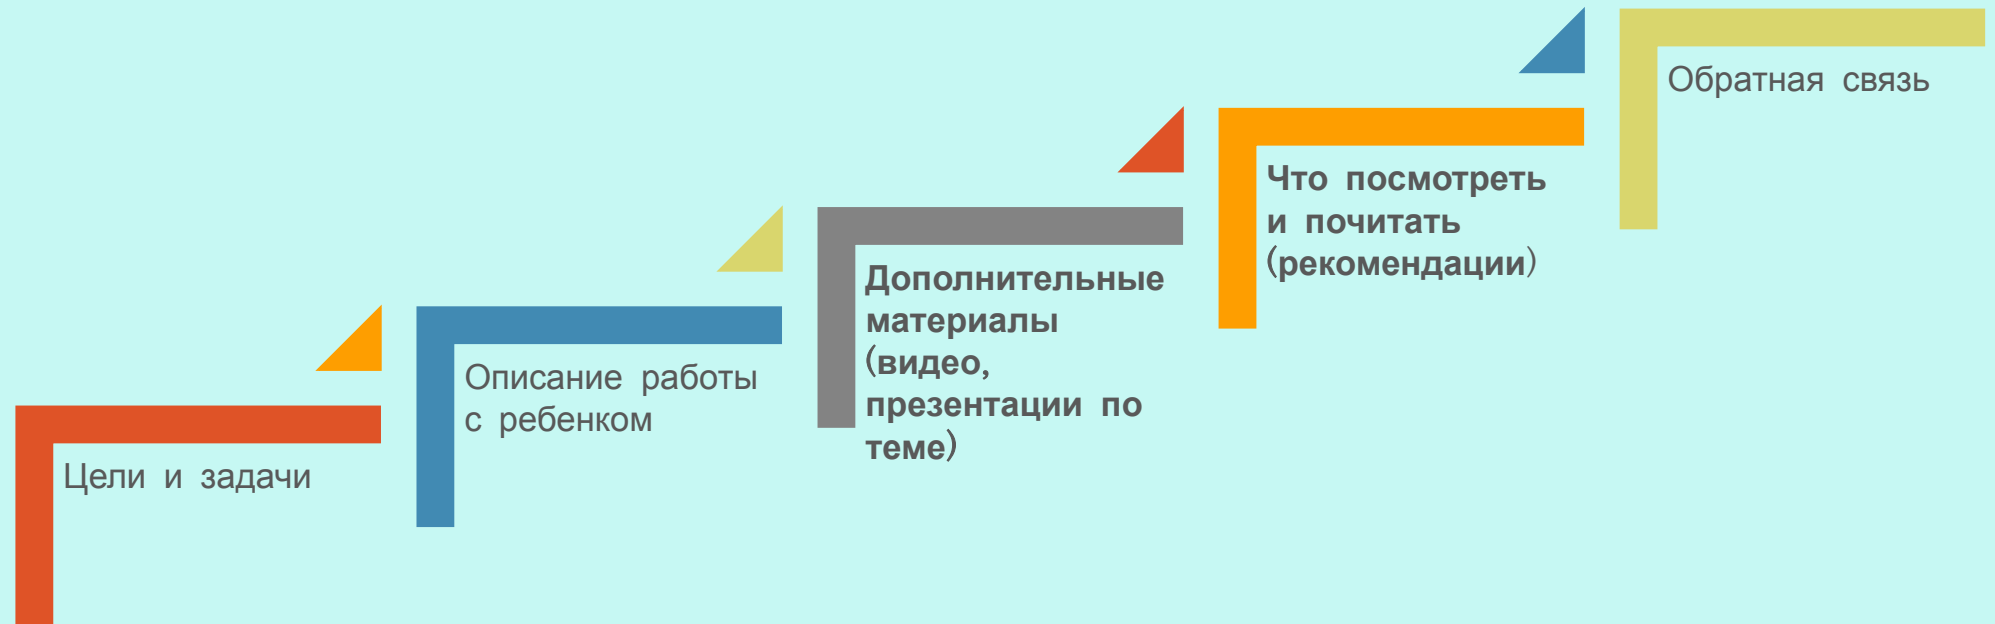 Цели и задачи
Описание работы
с ребенком
Дополнительные
материалы
(видео,
презентации по
теме)
Что посмотреть
и почитать
(рекомендации)
Обратная связь